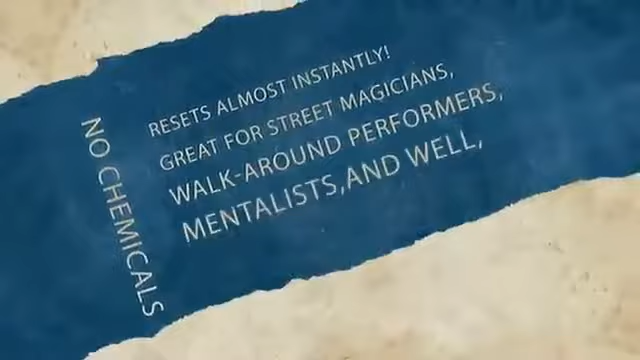 NO CHEMICALS
RESETS ALMOST INSTANTLY!
GREAT FOR STREET MAGICIANS,
WALK-AROUND PERFORMERS,
MENTALISTS,AND WELL,